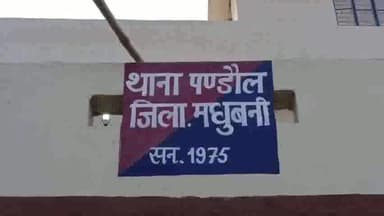 थाना पण्डौल
जिला. मधुबनी
सन. 1975